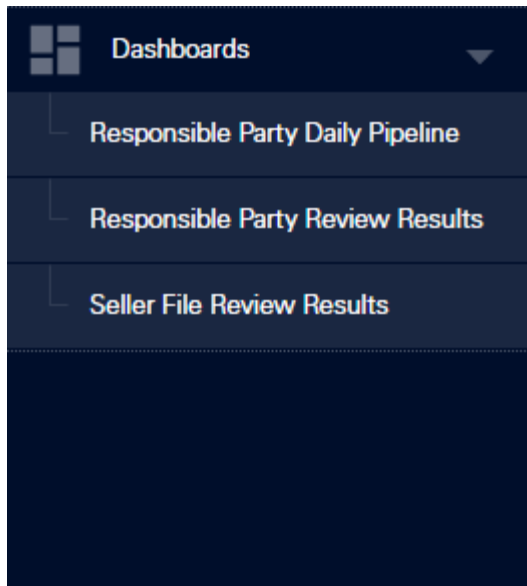 Dashboards
Responsible Party Daily Pipeline
Responsible Party Review Results
Seller File Review Results